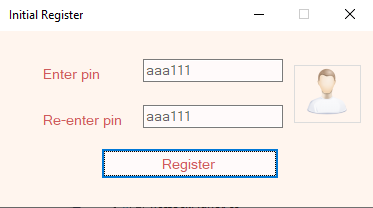 Initial Register
Enter pin aaa111
Re-enter pin aaa111
Register